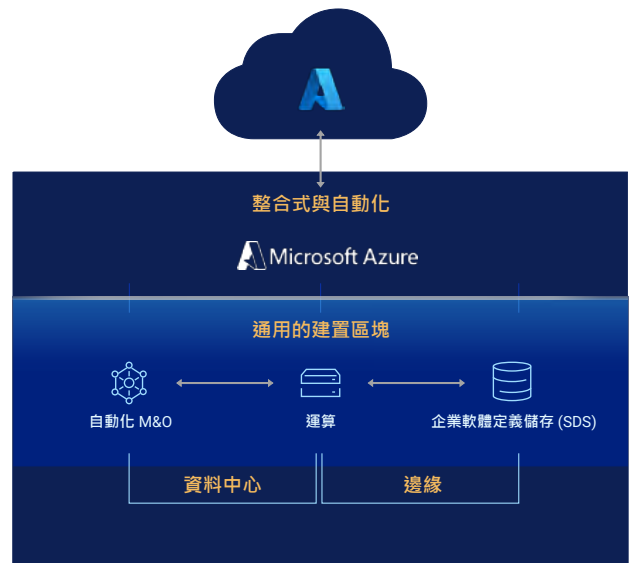 整合式與自動化
Microsoft Azure
通用的建置區塊
自動化 M&O
運算
企業軟體定義儲存 (SDS)
資料中心
邊緣